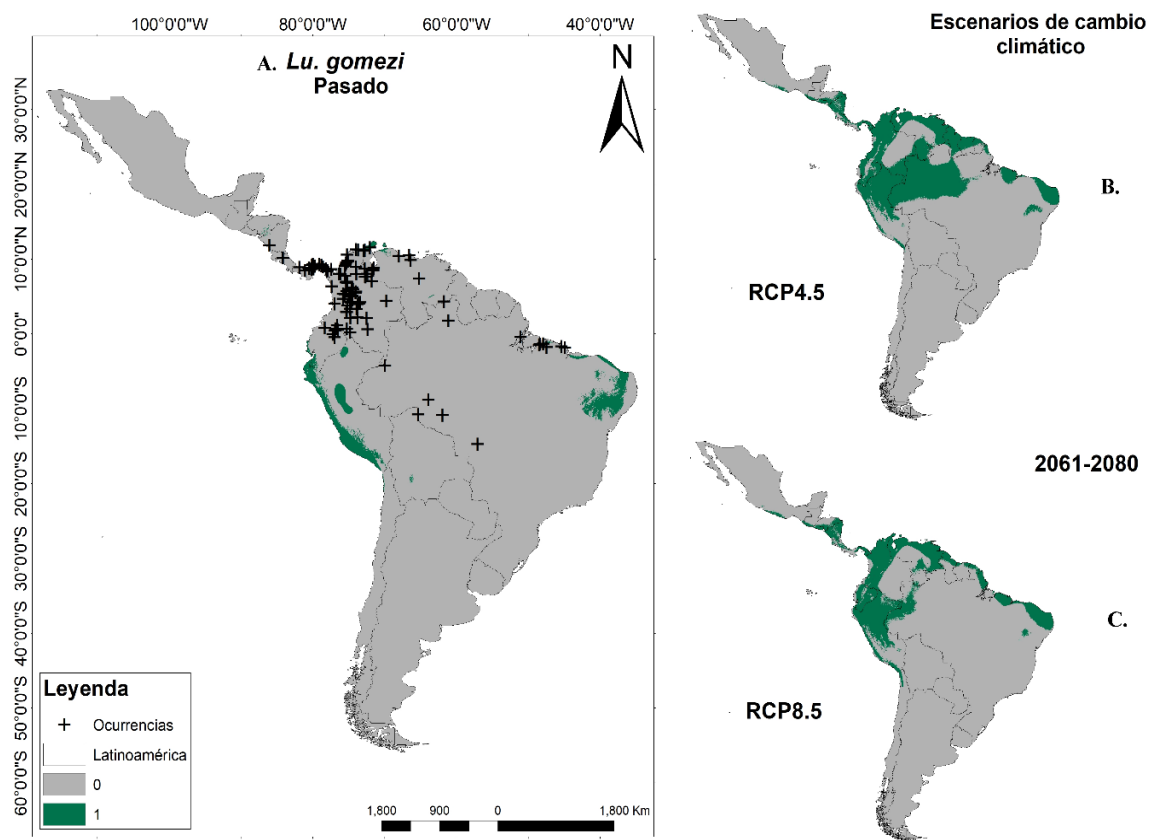 100°0'0"W 80°0'0"W 60°0'0"W 40°0'0"W
A. Lu. gomezi
Pasado
N
30°0'0"N
20°0'0"N
10°0'0"N
0°0'0"
10°0'0"S
20°0'0"S
30°0'0"S
40°0'0"S
50°0'0"S
60°0'0"S
Leyenda
Ocurrencias
Latinoamérica
0
1
1,800 900 0 1,800 Km
Escenarios de cambio
climático
B.
RCP4.5
2061-2080
C.
RCP8.5